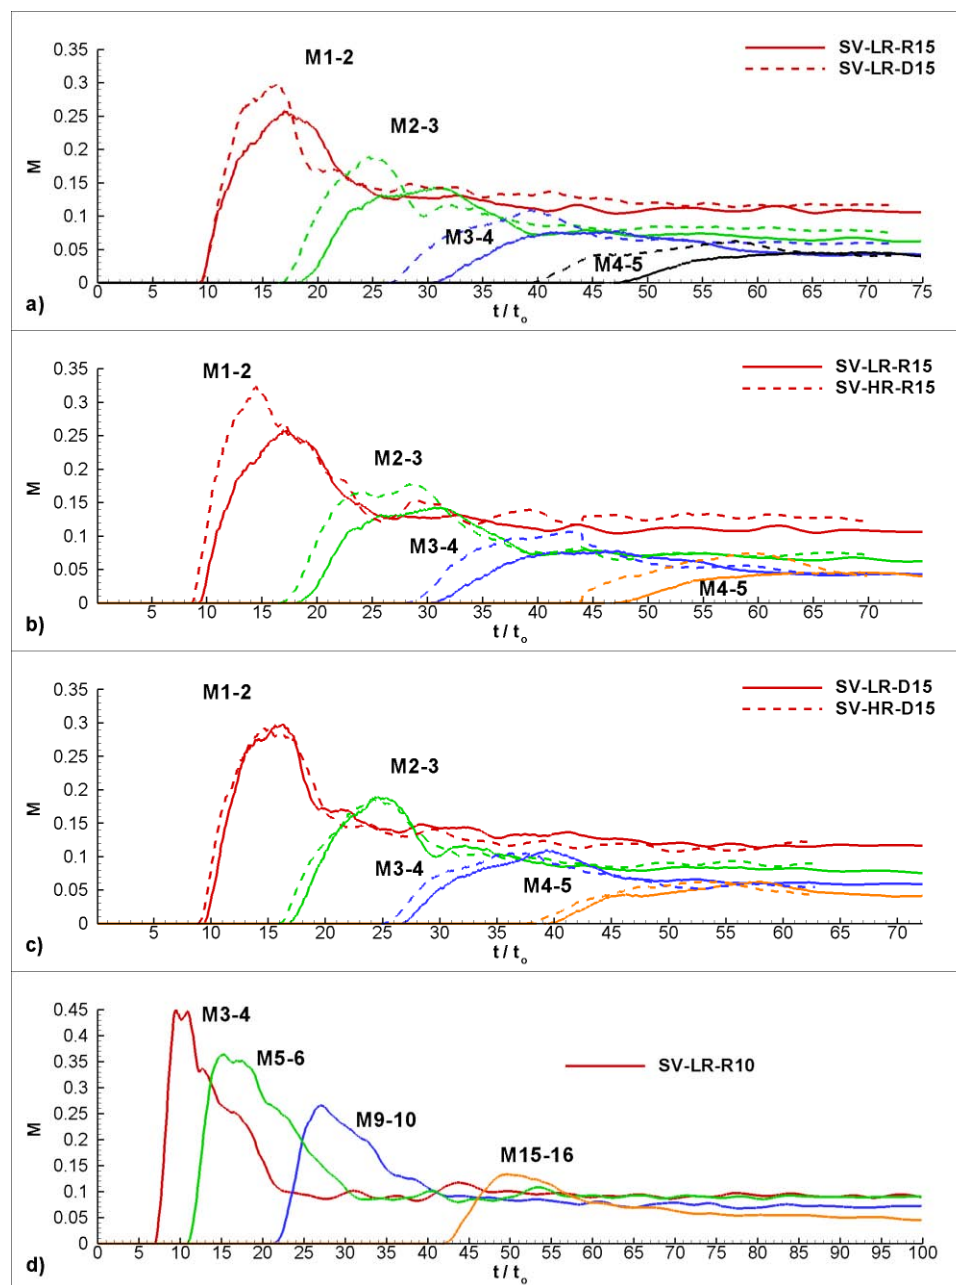 0.35
0.3
0.25
0.2
0.15
0.1
0.05
0
M
M1-2
M2-3
M3-4
M4-5
SV-LR-R15
SV-LR-D15
0 5 10 15 20 25 30 35 40 45 50 55 60 65 70 75
t / to
a)
0.35
0.3
0.25
0.2
0.15
0.1
0.05
0
M
M1-2
M2-3
M3-4
M4-5
SV-LR-R15
SV-HR-R15
5 10 15 20 25 30 35 40 45 50 55 60 65 70
t / to
b)
0.35
0.3
0.25
0.2
0.15
0.1
0.05
0
M
M1-2
M2-3
M3-4
M4-5
SV-LR-D15
SV-HR-D15
5 10 15 20 25 30 35 40 45 50 55 60 65 70
t / to
c)
0.45
0.4
0.35
0.3
0.25
0.2
0.15
0.1
0.05
0
M
M3-4
M5-6
M9-10
M15-16
SV-LR-R10
0 5 10 15 20 25 30 35 40 45 50 55 60 65 70 75 80 85 90 95 100
t / to
d)